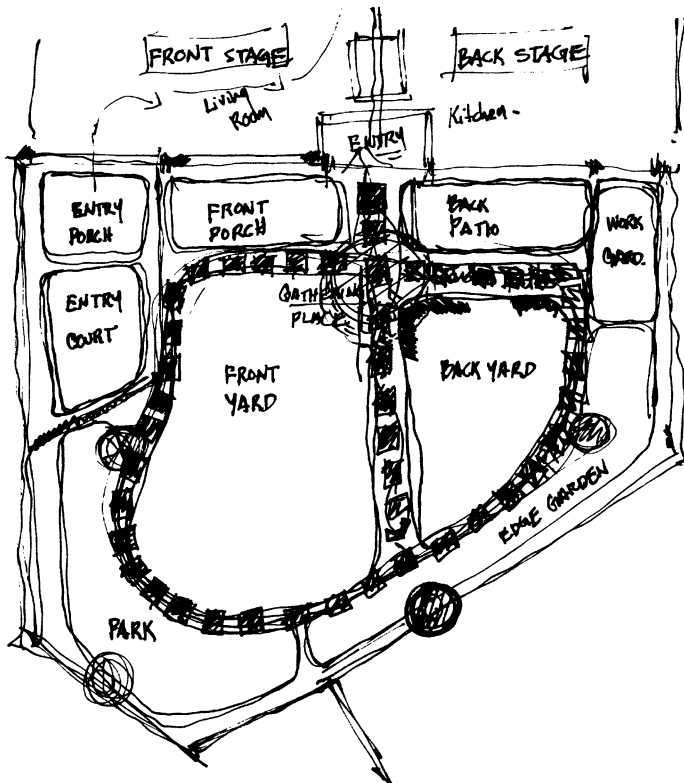 FRONT STAGE
BACK STAGE
Living
Room
Kitchen-
ENTRY
ENTRY
PORCH
FRONT
PORCH
BACK
PATIO
WORK
ENTRY
COURT
GATHERING
PLACE
FRONT
YARD
BACK YARD
EDGE GARDEN
PARK